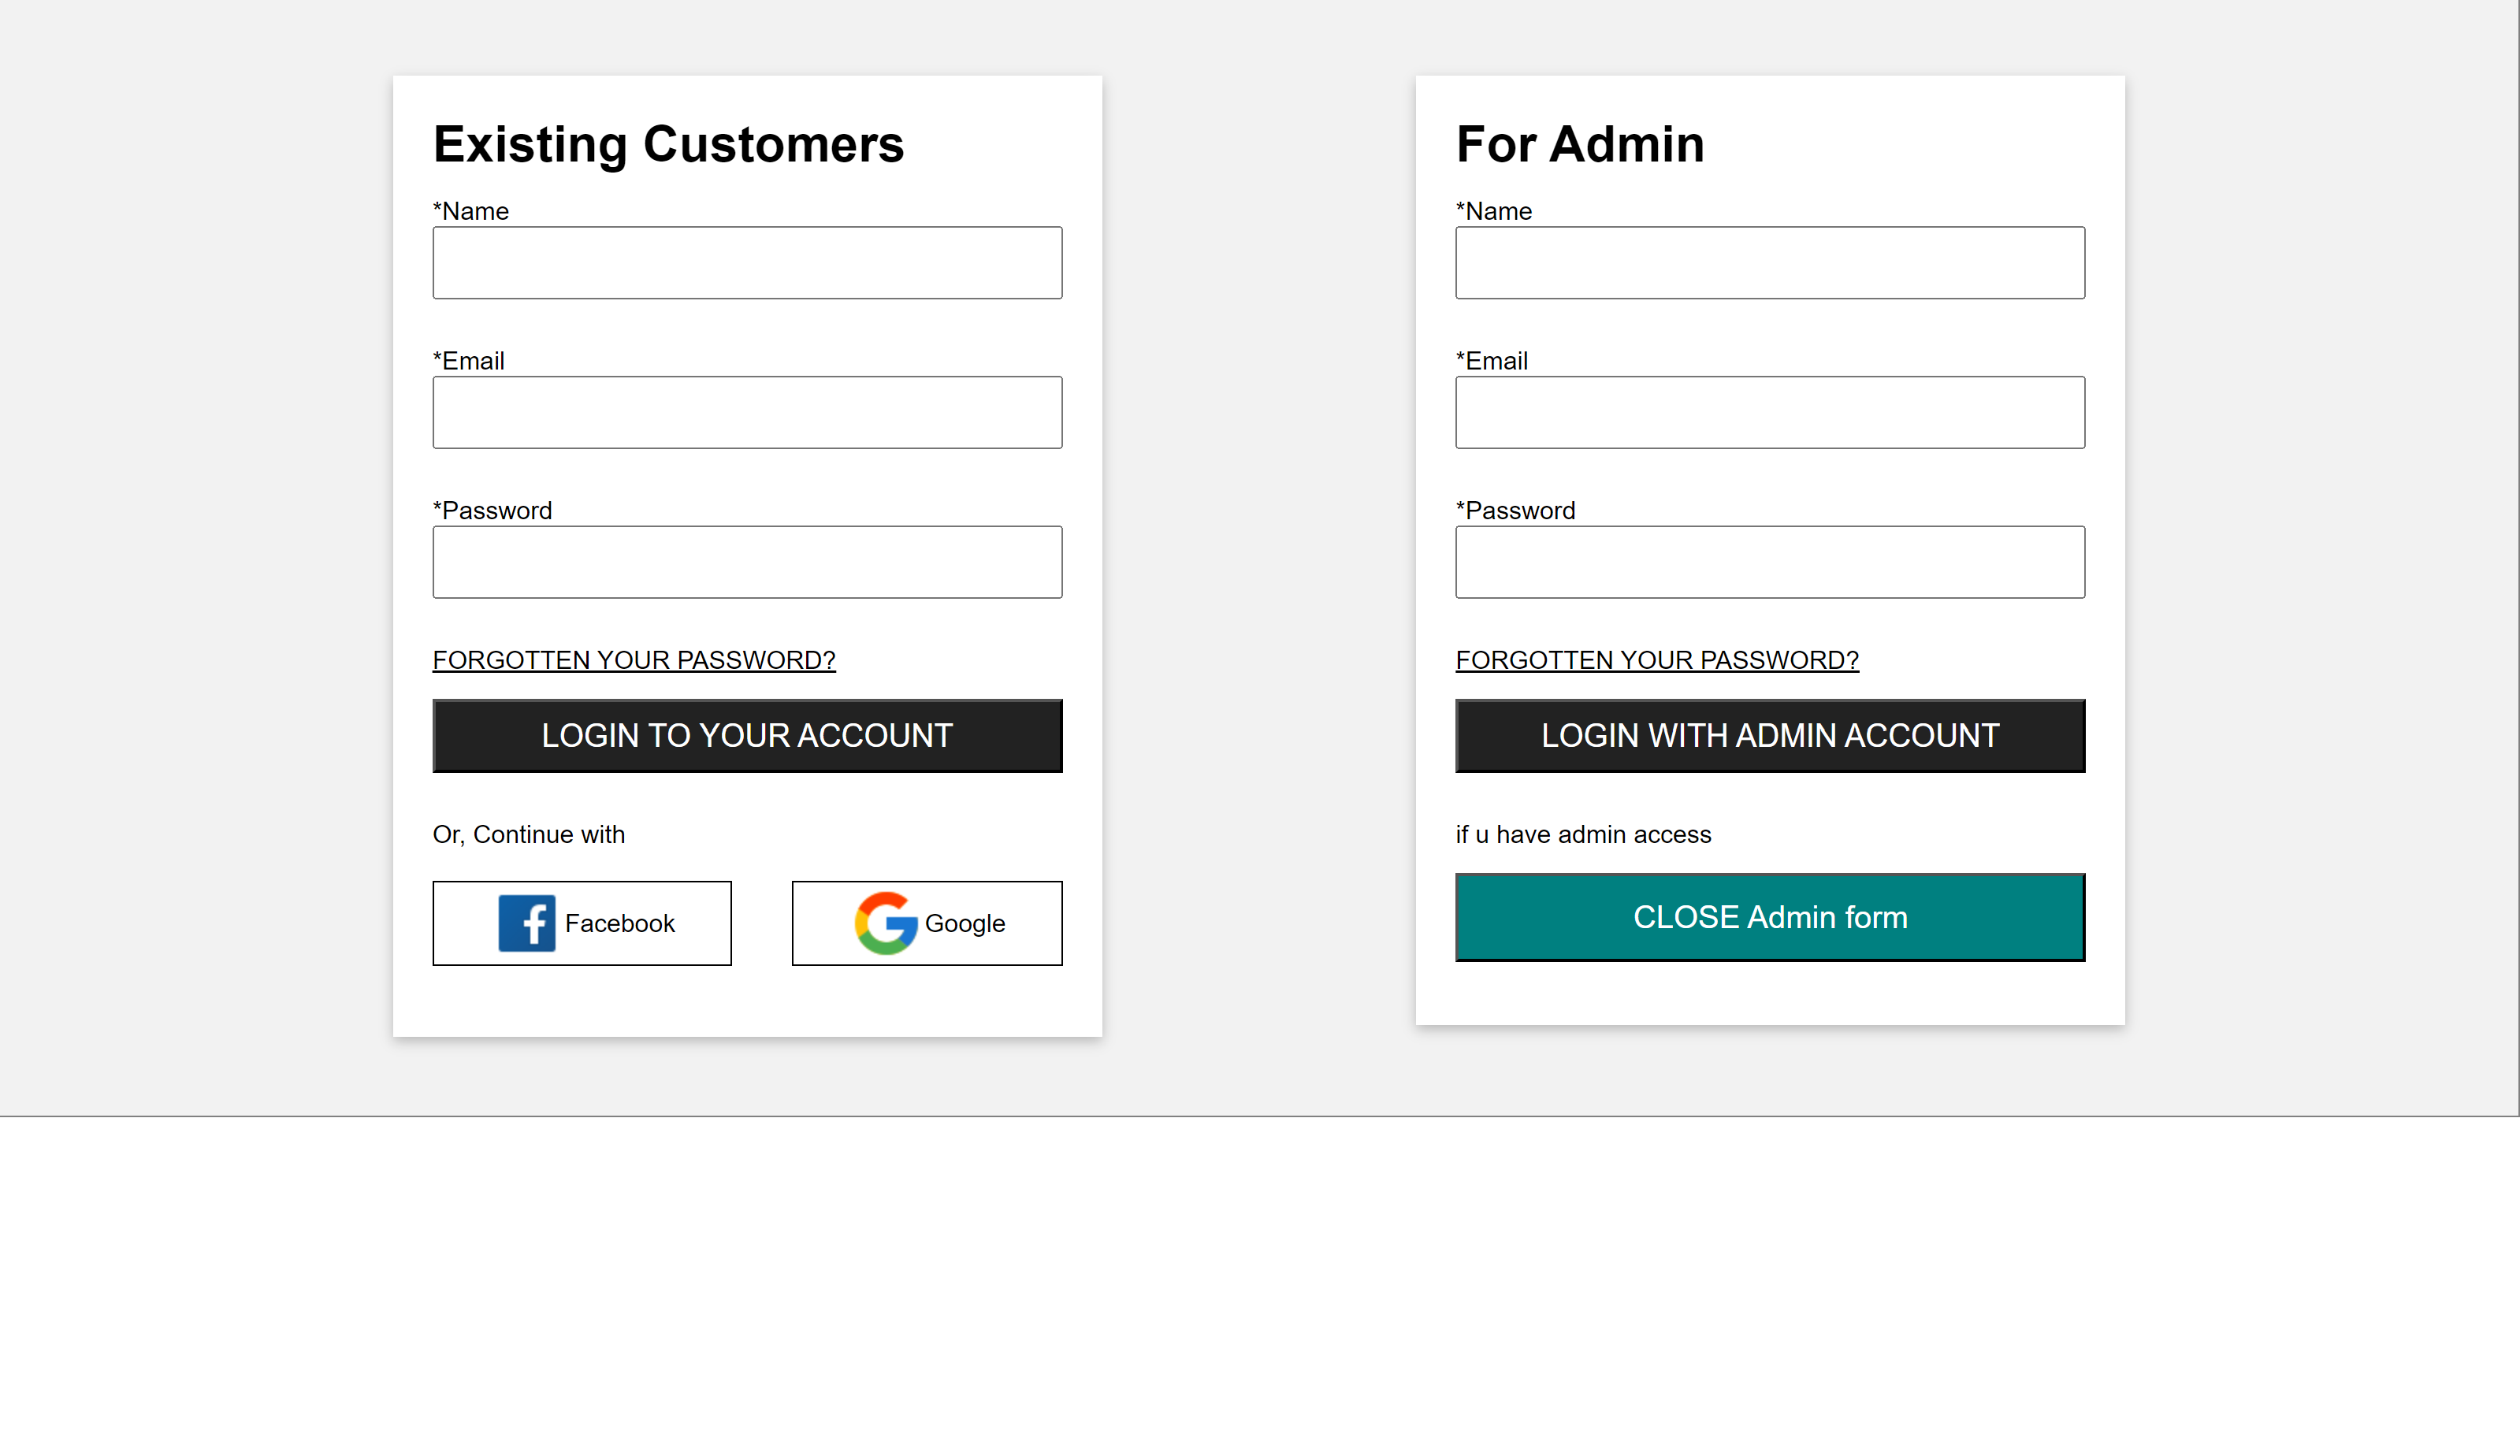 Existing Customers
*Name
*Email
*Password
FORGOTTEN YOUR PASSWORD?
LOGIN TO YOUR ACCOUNT
Or, Continue with
Facebook
Google
For Admin
*Name
*Email
*Password
FORGOTTEN YOUR PASSWORD?
LOGIN WITH ADMIN ACCOUNT
if u have admin access
CLOSE Admin form